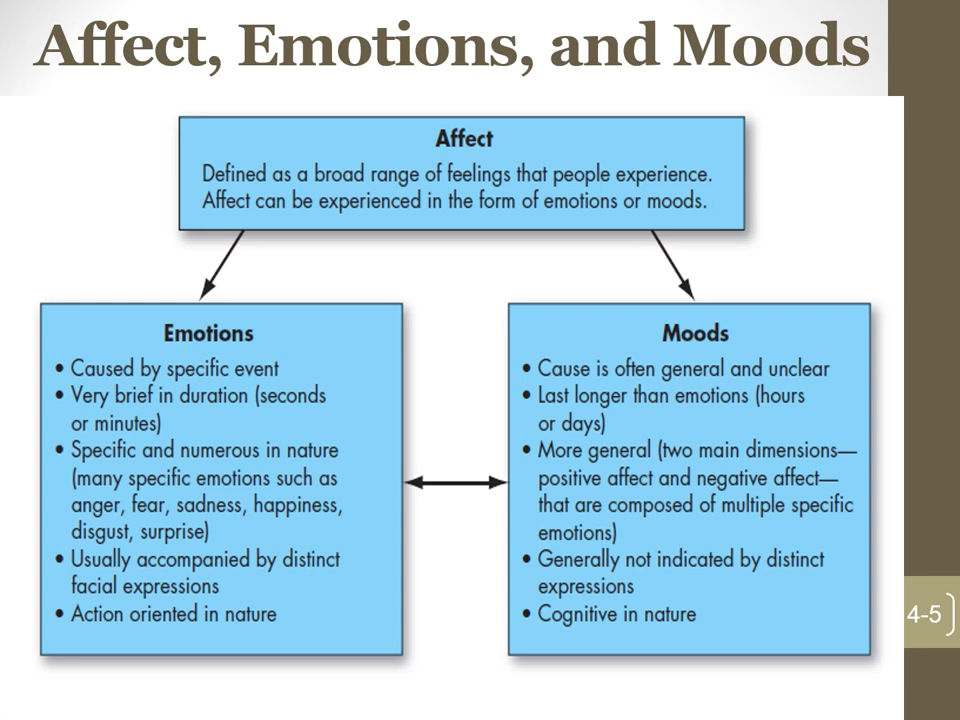 Affect, Emotions, and Moods
Affect
Defined as a broad range of feelings that people experience.
Affect can be experienced in the form of emotions or moods.
Emotions
• Caused by specific event
• Very brief in duration (seconds
or minutes)
• Specific and numerous in nature
(many specific emotions such as
anger, fear, sadness, happiness,
disgust, surprise)
• Usually accompanied by distinct
facial expressions
• Action oriented in nature
Moods
• Cause is often general and unclear
• Last longer than emotions (hours
or days)
• More general (two main dimensions—
positive affect and negative affect—
that are composed of multiple specific
emotions)
• Generally not indicated by distinct
expressions
• Cognitive in nature
4-5